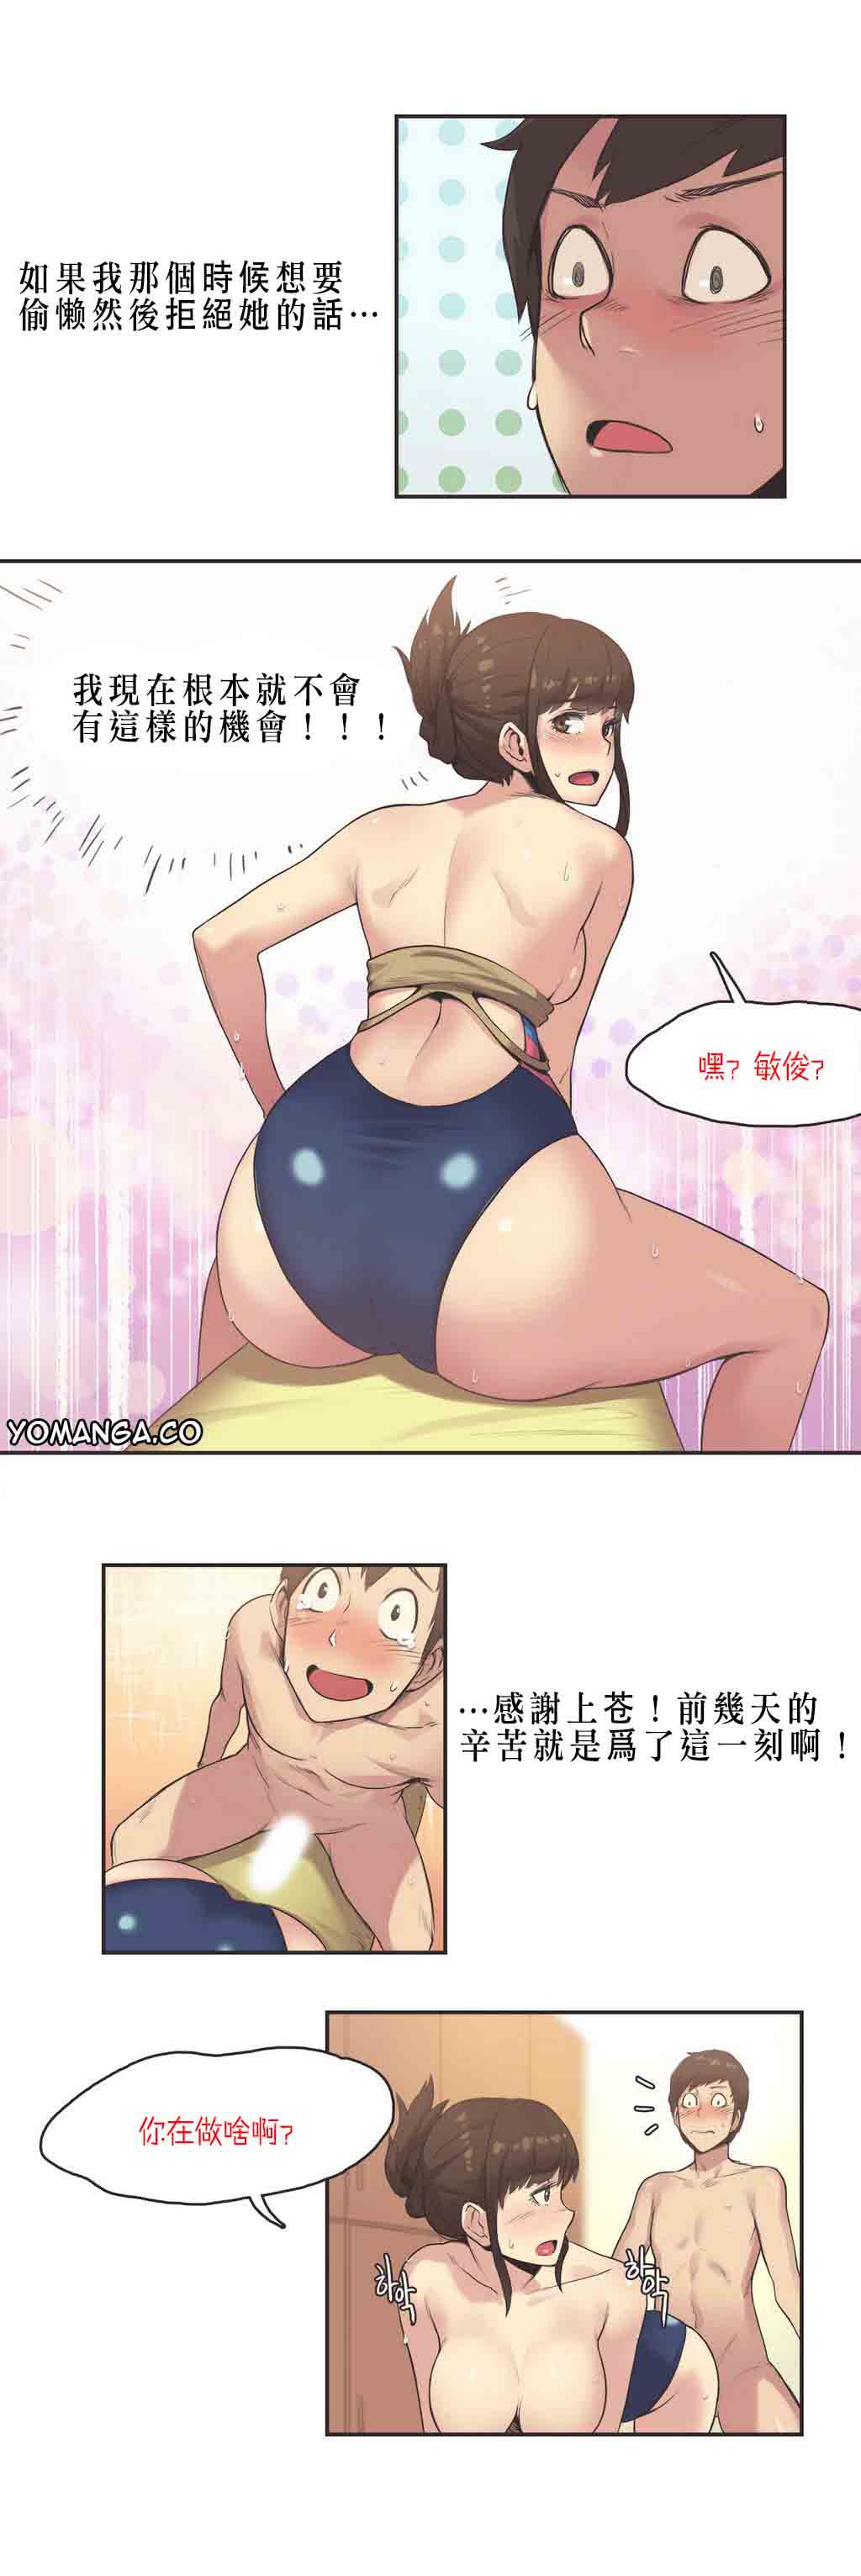 如果我那個時候想要
偷懒然後拒絕她的話…
我現在根本就不會
有這樣的機會！！！
嘿? 敏俊?
YOMANGA.CO
…感謝上苍！前幾天的
辛苦就是爲了這一刻啊！
你在做啥啊?
하악
하악